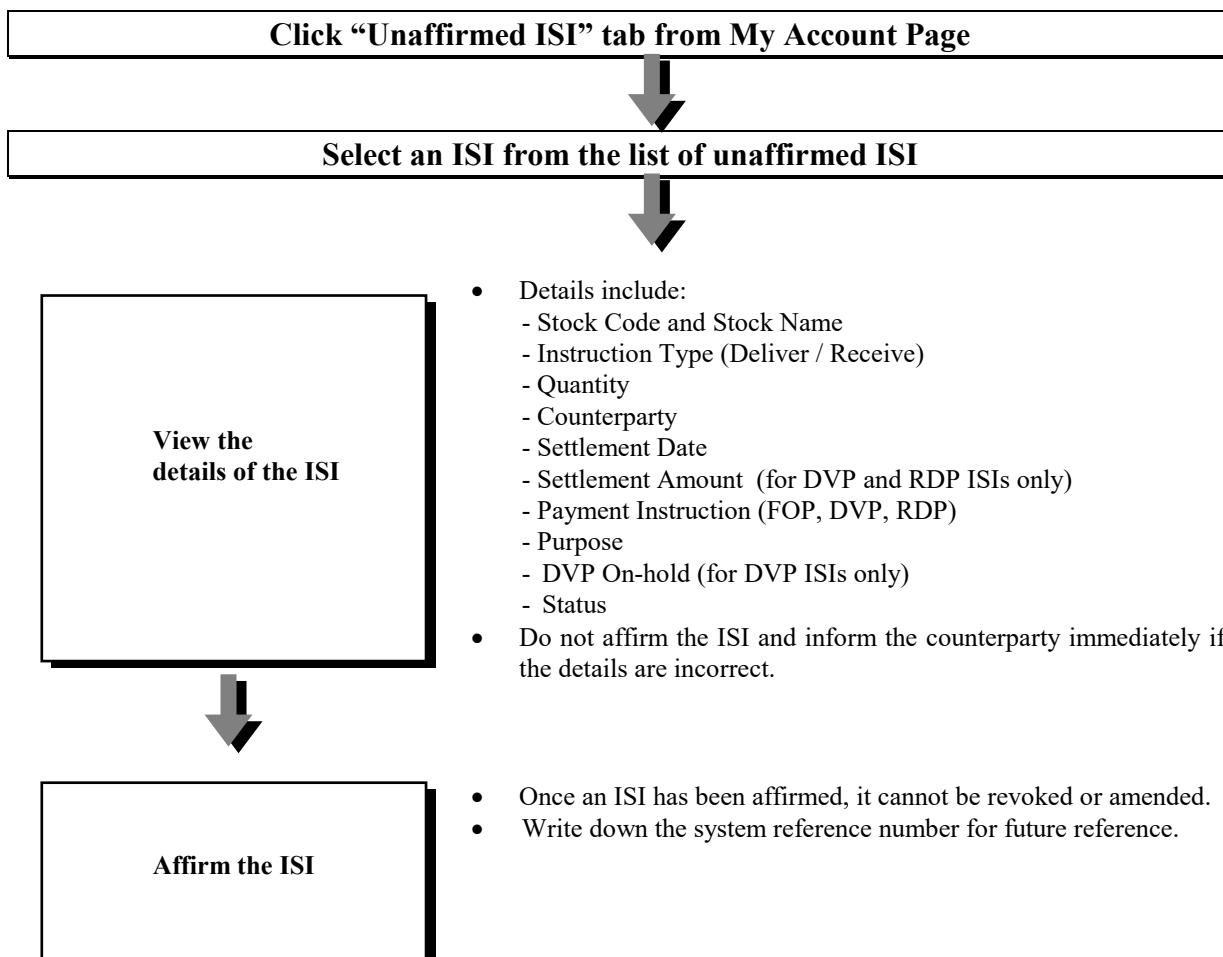 Click “Unaffirmed ISI” tab from My Account Page
Select an ISI from the list of unaffirmed ISI
View the
details of the ISI
• Details include:
- Stock Code and Stock Name
- Instruction Type (Deliver / Receive)
- Quantity
- Counterparty
- Settlement Date
- Settlement Amount (for DVP and RDP ISIs only)
- Payment Instruction (FOP, DVP, RDP)
- Purpose
- DVP On-hold (for DVP ISIs only)
- Status
• Do not affirm the ISI and inform the counterparty immediately if
the details are incorrect.
Affirm the ISI
• Once an ISI has been affirmed, it cannot be revoked or amended.
• Write down the system reference number for future reference.